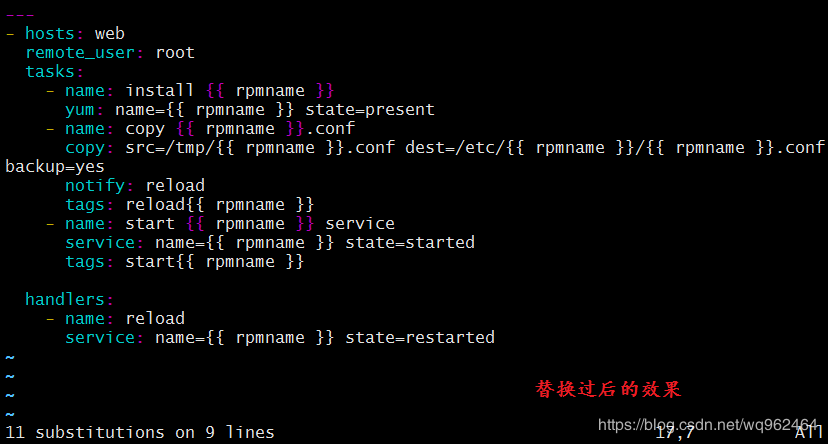 ---
- hosts: web
  remote_user: root
  tasks:
    - name: install {{ rpmname }}
      yum: name={{ rpmname }} state=present
    - name: copy {{ rpmname }}.conf
      copy: src=/tmp/{{ rpmname }}.conf dest=/etc/{{ rpmname }}/{{ rpmname }}.conf
backup=yes
      notify: reload
      tags: reload{{ rpmname }}
    - name: start {{ rpmname }} service
      service: name={{ rpmname }} state=started
      tags: start{{ rpmname }}

  handlers:
    - name: reload
      service: name={{ rpmname }} state=restarted
~
~
~
替换过后的效果
~
11 substitutions on 9 lines 17,7 All
https://blog.csdn.net/wq962464